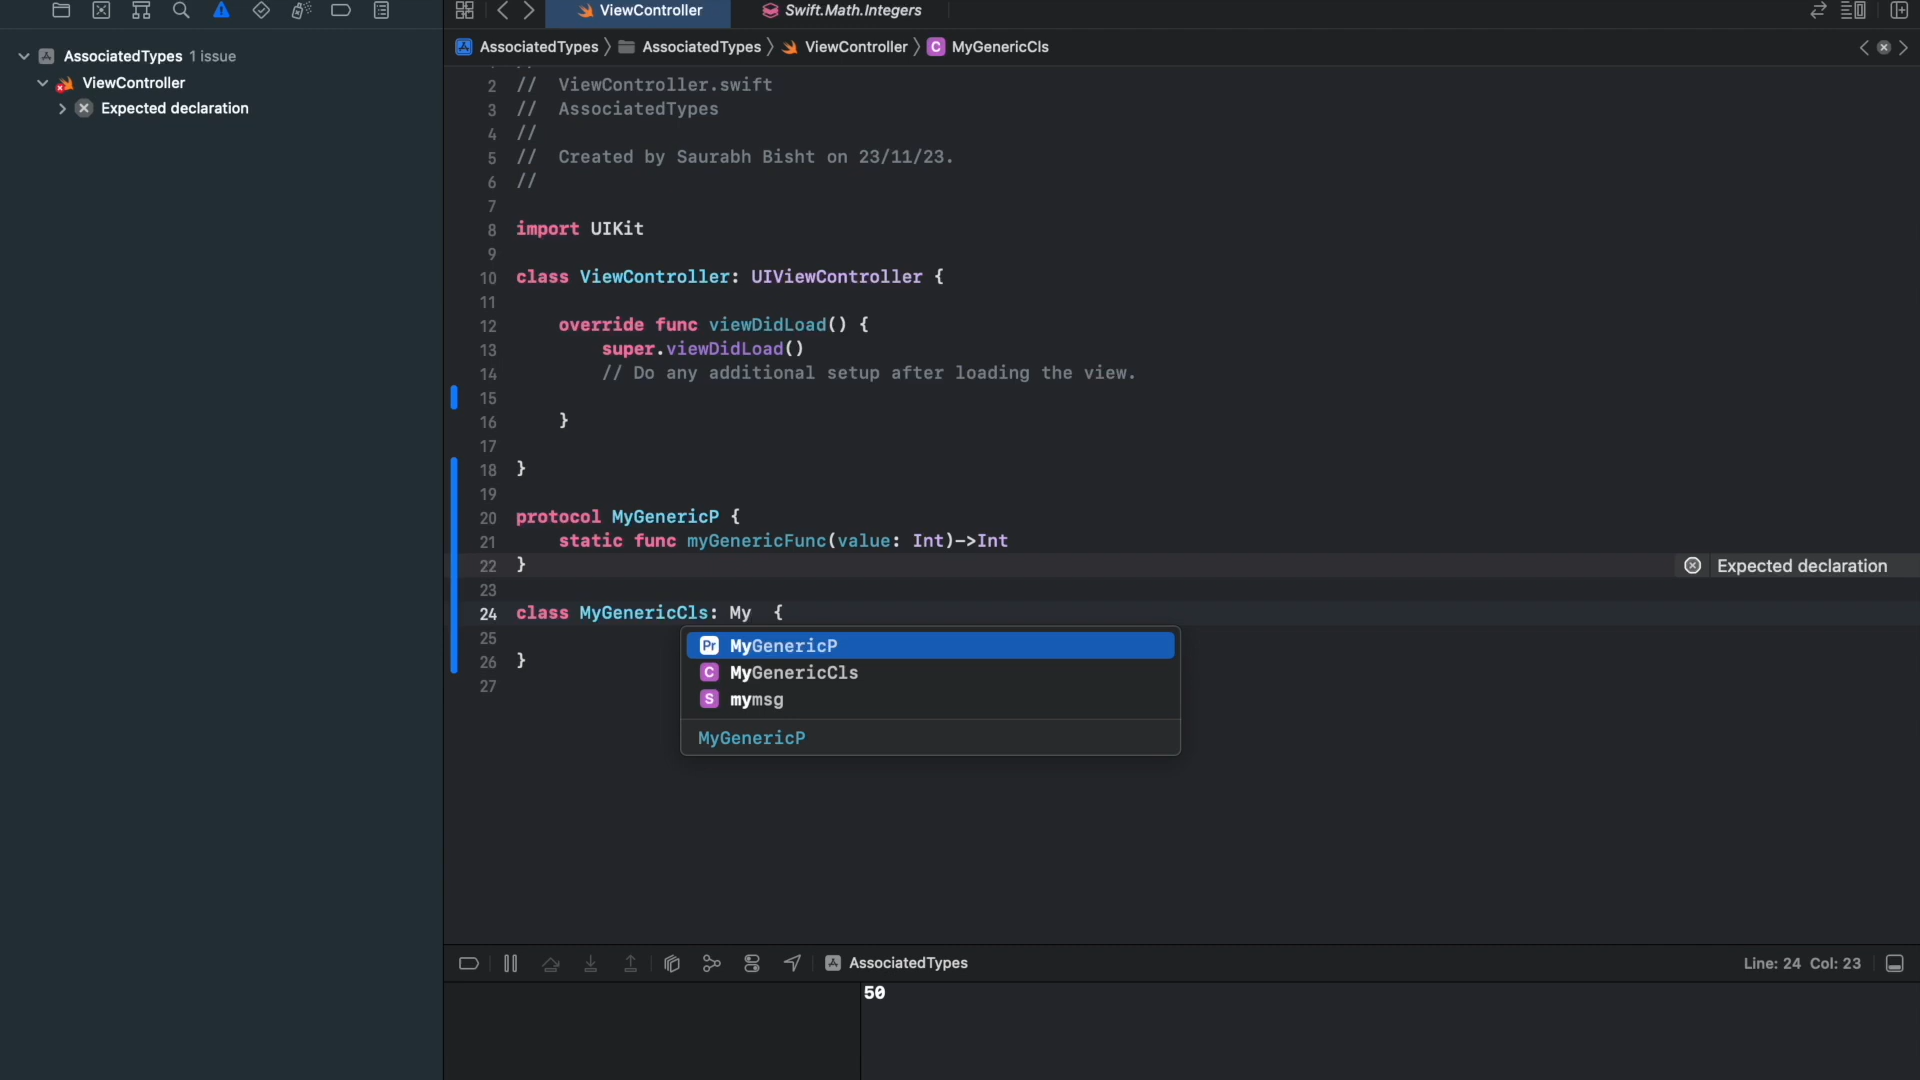 ViewController
Swift.Math.Integers
AssociatedTypes 1 issue
ViewController
Expected declaration
AssociatedTypes
AssociatedTypes
ViewController
C
MyGenericCls
2 // ViewController.swift
3 // AssociatedTypes
4 //
5 // Created by Saurabh Bisht on 23/11/23.
6 //
7
8 import UIKit
9
10 class ViewController: UIViewController {
11
12 override func viewDidLoad() {
13 super.viewDidLoad()
14 // Do any additional setup after loading the view.
15
16 }
17
18 }
19
20 protocol MyGenericP {
21 static func myGenericFunc(value: Int)->Int
22 }
Expected declaration
23
24 class MyGenericCls: My  {
25
26 }
27
Pr MyGenericP
C MyGenericCls
S mymsg
MyGenericP
AssociatedTypes
Line: 24 Col: 23
50